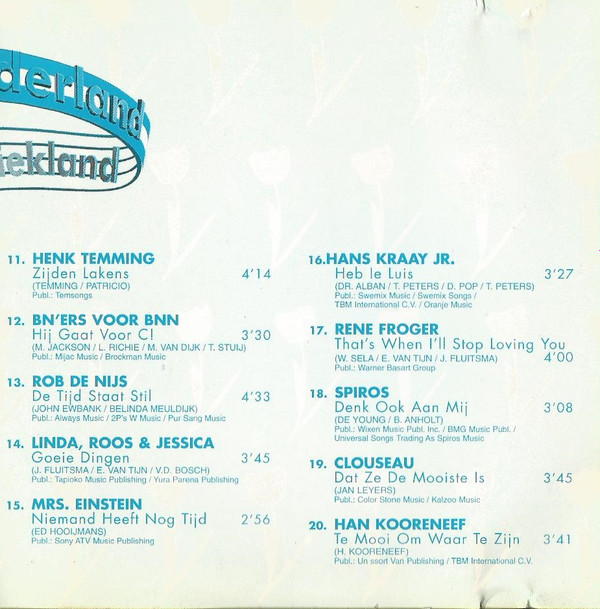 derland
iekland
11. HENK TEMMING
Zijden Lakens 4'14
(TEMMING / PATRICIO)
Publ.: Temsongs
12. BN'ERS VOOR BNN
Hij Gaat Voor C! 3'30
(M. JACKSON / L. RICHIE / M. VAN DIJK / T. STUIJ)
Publ.: Mijac Music / Brockman Music
13. ROB DE NIJS
De Tijd Staat Stil 4'33
(JOHN EWBANK / BELINDA MEULDIJK)
Publ.: Always Music / 2P's W Music / Pur Sang Music
14. LINDA, ROOS & JESSICA
Goeie Dingen 3'45
(J. FLUITSMA / E. VAN TIJN / V.D. BOSCH)
Publ.: Tapioko Music Publishing / Yura Parena Publishing
15. MRS. EINSTEIN
Niemand Heeft Nog Tijd 2'56
(ED HOOIJMANS)
Publ.: Sony ATV Music Publishing
16. HANS KRAAY JR.
Heb le Luis 3'27
(DR. ALBAN / T. PETERS / D. POP / T. PETERS)
Publ.: Swemix Music / Swemix Songs /
TBM International C.V. / Oranje Music
17. RENE FROGER
That's When I'll Stop Loving You
(W. SELA / E. VAN TIJN / J. FLUITSMA) 4'00
Publ.: Warner Basart Group
18. SPIROS
Denk Ook Aan Mij 3'08
(DE YOUNG / B. ANHOLT)
Publ.: Wixen Music Publ. Inc. / BMG Music Publ. /
Universal Songs Trading As Spiros Music
19. CLOUSEAU
Dat Ze De Mooiste Is 3'45
(JAN LEYERS)
Publ.: Color Stone Music / Kalzoo Music
20. HAN KOORENEEF
Te Mooi Om Waar Te Zijn 3'41
(H. KOORENEEF)
Publ.: Un ssort Van Publishing / TBM International C.V.